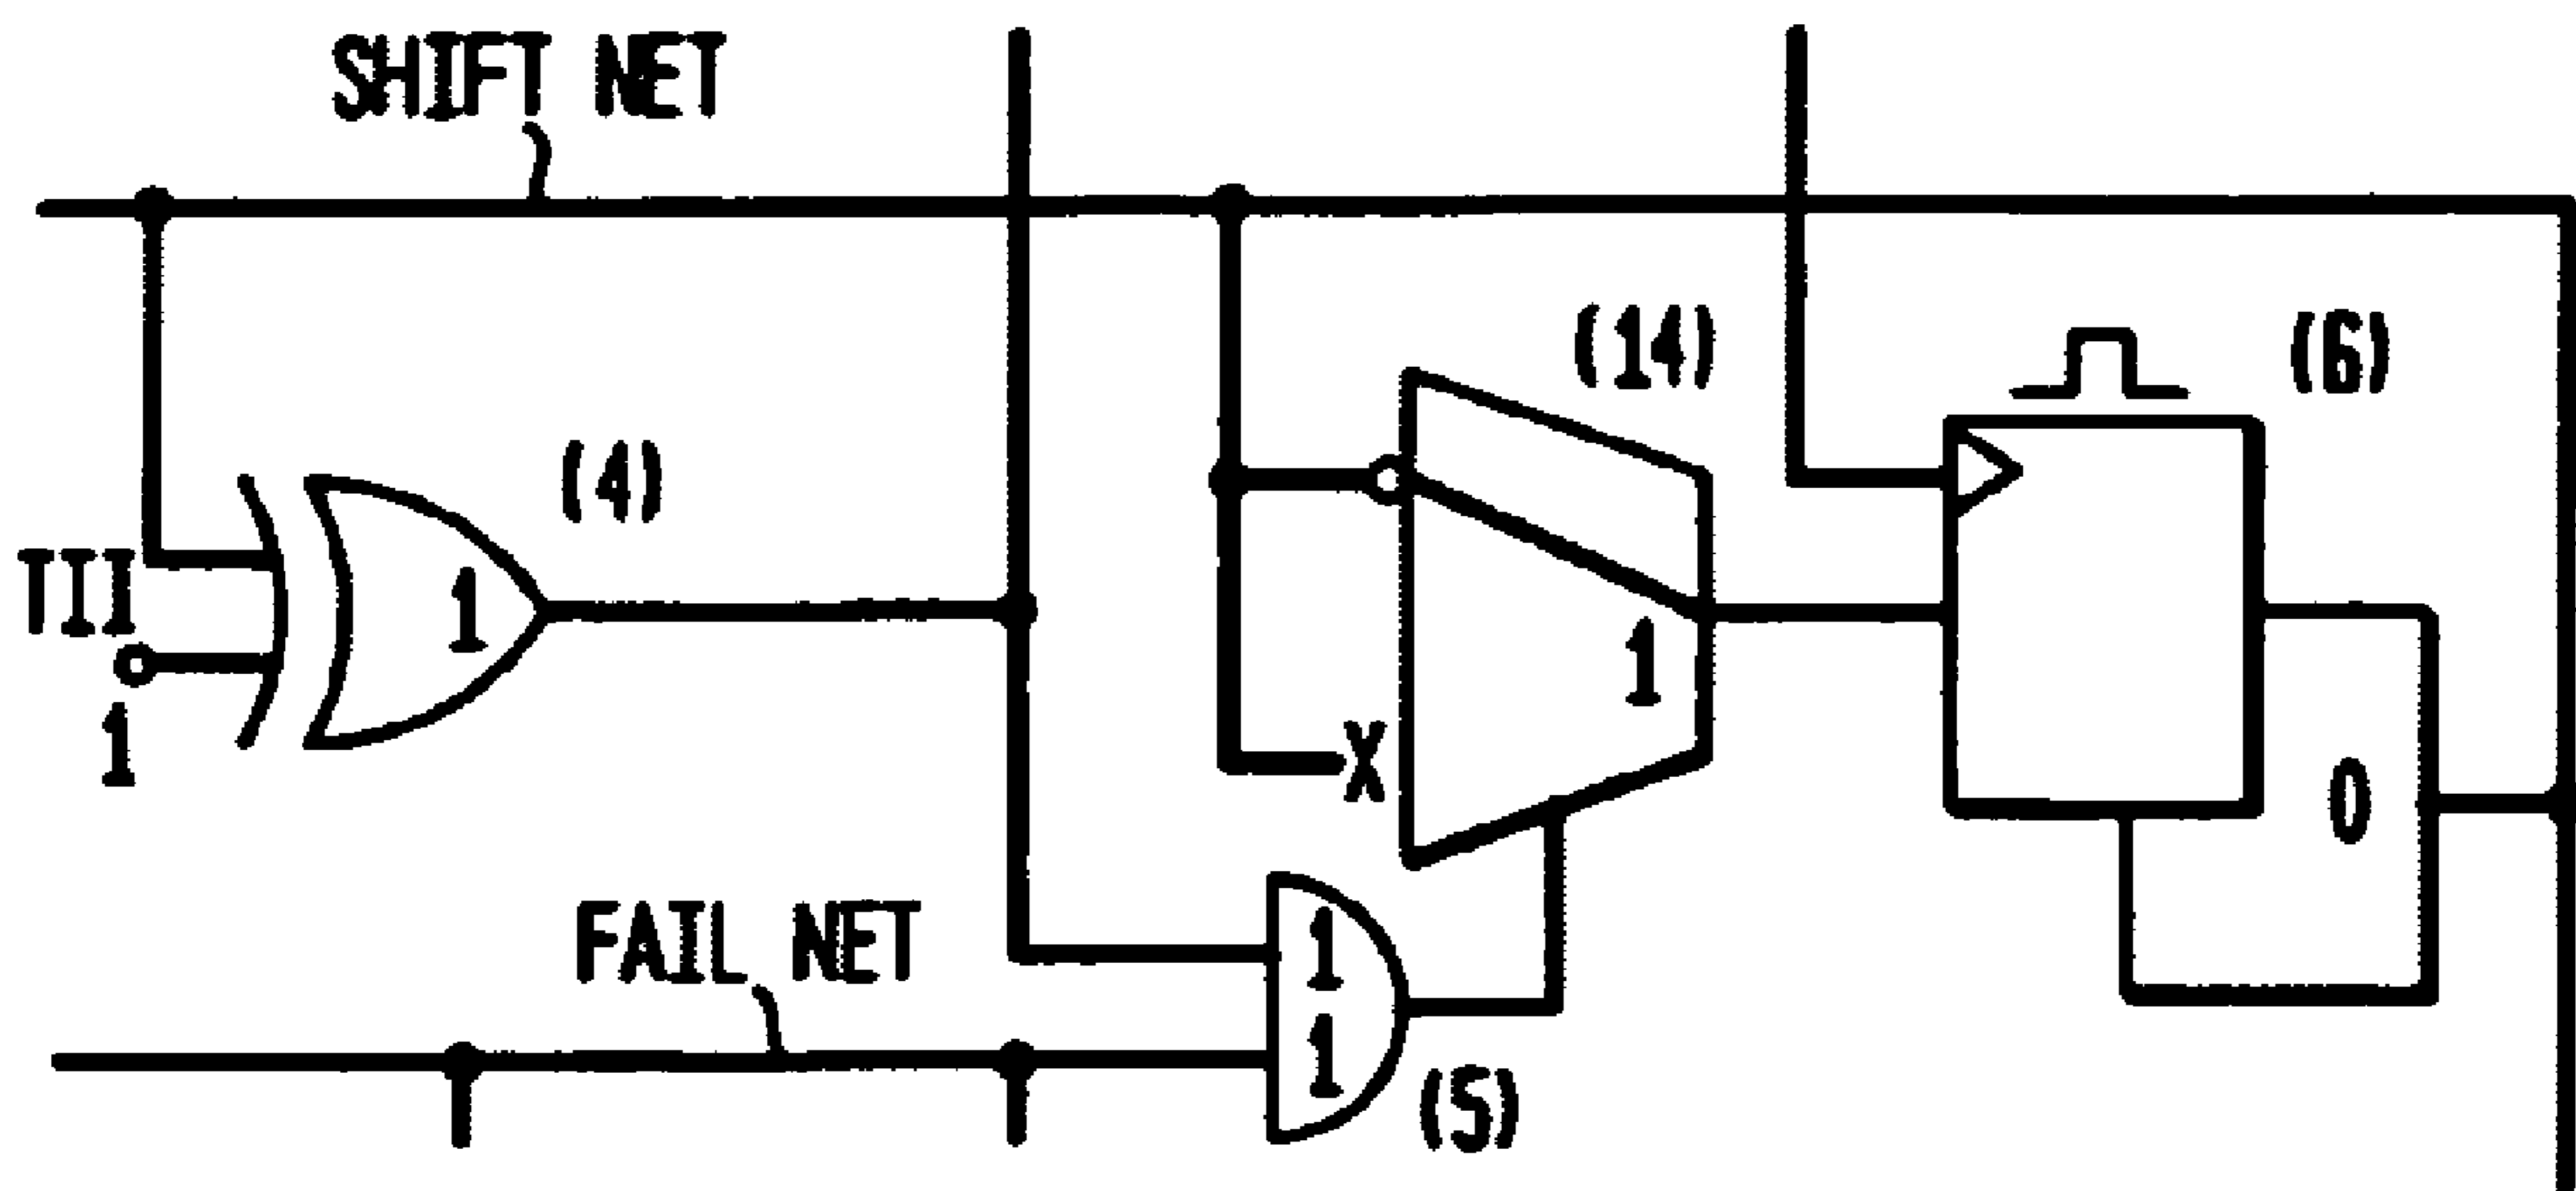 SHIFT NET
(14)
(6)
(4)
TII
1
1
1
X
0
FAIL NET
1
1
(5)